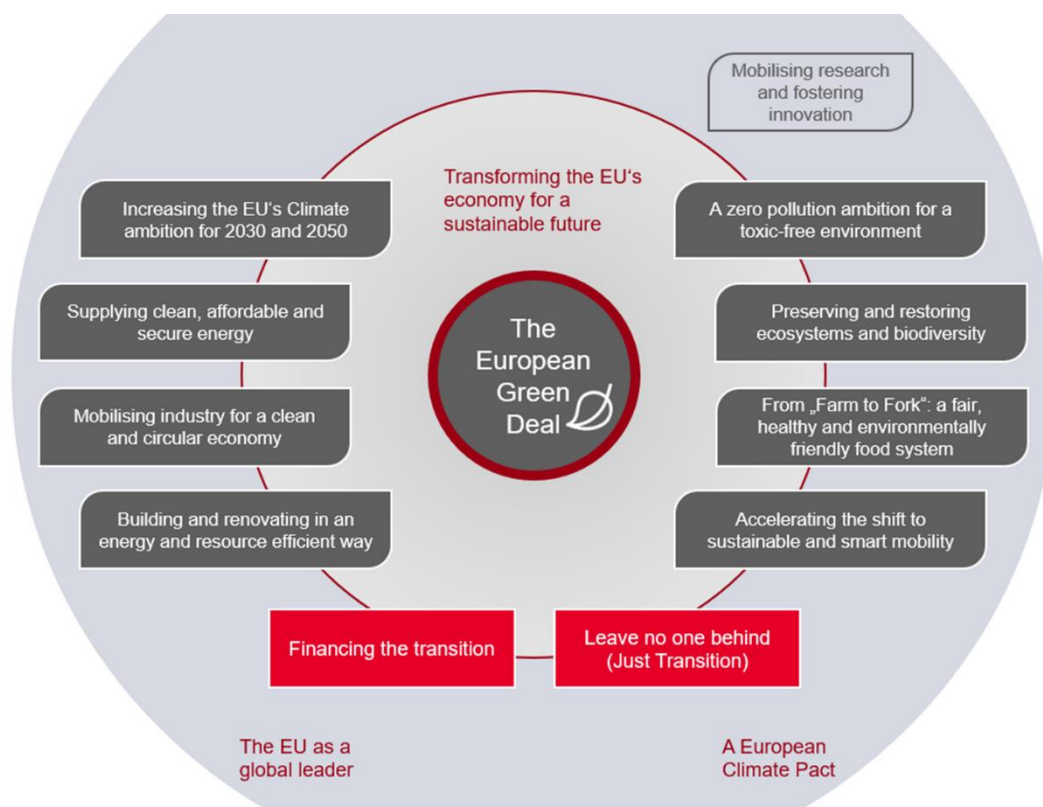 Mobilising research
and fostering
innovation
Transforming the EU‘s
economy for a
sustainable future
Increasing the EU‘s Climate
ambition for 2030 and 2050
A zero pollution ambition for a
toxic-free environment
Supplying clean, affordable and
secure energy
The
European
Green
Deal
Preserving and restoring
ecosystems and biodiversity
Mobilising industry for a clean
and circular economy
From „Farm to Fork“: a fair,
healthy and environmentally
friendly food system
Building and renovating in an
energy and resource efficient way
Accelerating the shift to
sustainable and smart mobility
Financing the transition
Leave no one behind
(Just Transition)
The EU as a
global leader
A European
Climate Pact